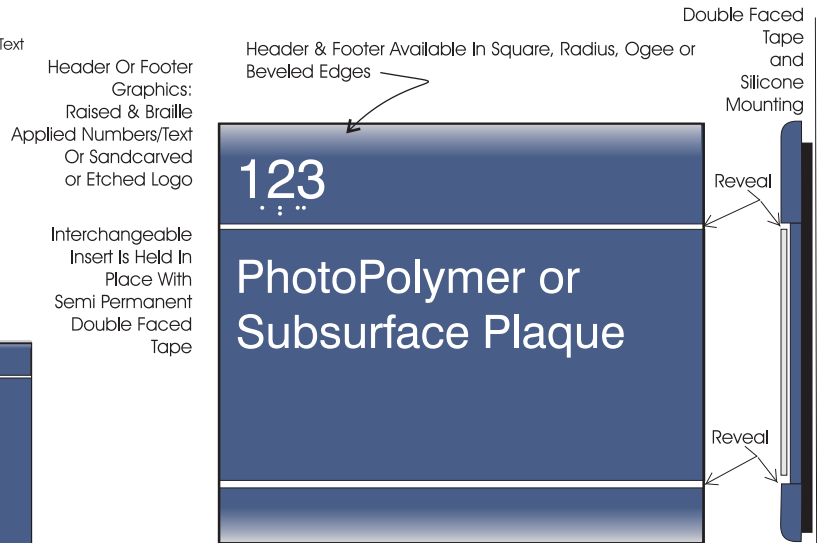 Text
Header Or Footer
Graphics:
Raised & Braille
Applied Numbers/Text
Or Sandcarved
or Etched Logo
Interchangeable
Insert Is Held In
Place With
Semi Permanent
Double Faced
Tape
Header & Footer Available In Square, Radius, Ogee or
Beveled Edges
123
PhotoPolymer or
Subsurface Plaque
Double Faced
Tape
and
Silicone
Mounting
Reveal
Reveal